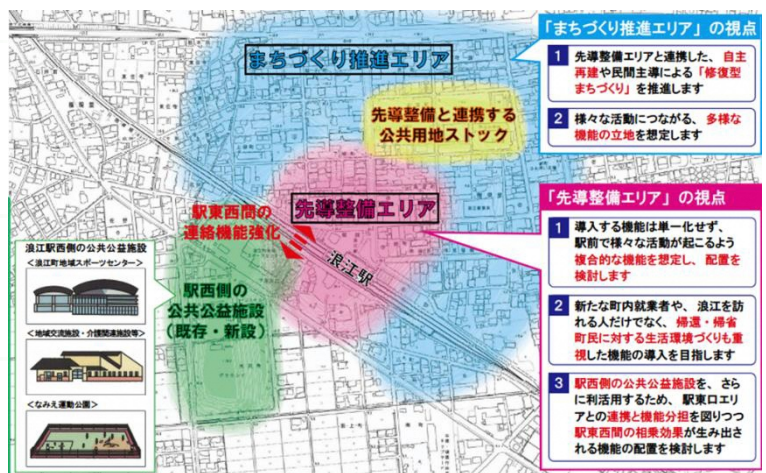 まちづくり推進エリア
先導整備と連携する
公共用地ストック
先導整備エリア
駅東西間の
連絡機能強化
浪江駅
駅西側の
公共公益施設
(既存・新設)
浪江駅西側の公共公益施設
<浪江町地域スポーツセンター>
<地域交流施設・介護関連施設等>
<なみえ運動公園>
「まちづくり推進エリア」の視点
1 先導整備エリアと連携した、自主
再建や民間主導による「修復型
まちづくり」を推進します
2 様々な活動につながる、多様な
機能の立地を想定します
「先導整備エリア」の視点
1 導入する機能は単一化せず、
駅前で様々な活動が起こるよう
複合的な機能を想定し、配置を
検討します
2 新たな町内就業者や、浪江を訪
れる人だけでなく、帰還・帰省
町民に対する生活環境づくりも重
視した機能の導入を目指します
3 駅西側の公共公益施設を、さら
に利活用するため、駅東口エリ
アとの連携と機能分担を図りつつ
駅東西間の相乗効果が生み出さ
れる機能の配置を検討します